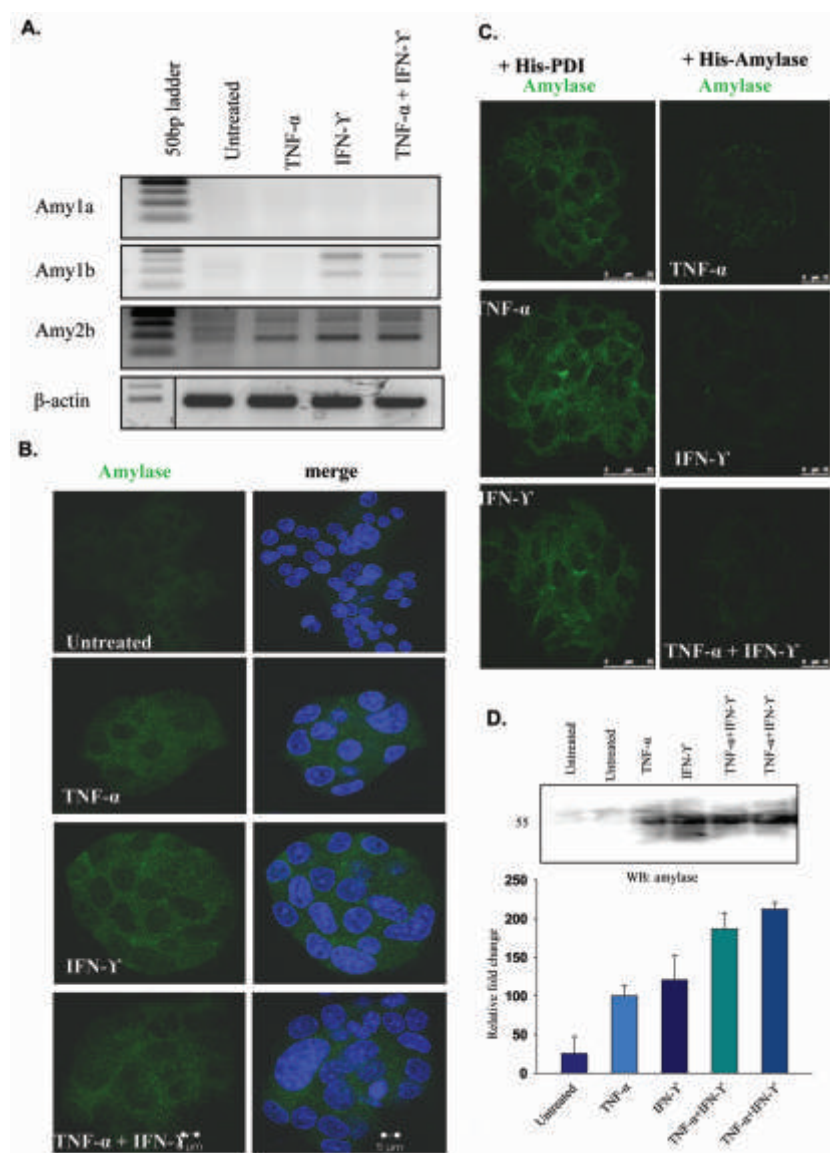 A.
50bp ladder
Untreated
TNF-α
IFN-ϒ
TNF-α + IFN-ϒ
Amy1a
Amy1b
Amy2b
β-actin
B.
Amylase merge
Untreated
TNF-α
IFN-ϒ
TNF-α + IFN-ϒ
5 μm
C.
+ His-PDI + His-Amylase
Amylase Amylase
TNF-α
TNF-α
IFN-ϒ
IFN-ϒ
TNF-α + IFN-ϒ
D.
Untreated
Untreated
TNF-α
IFN-ϒ
TNF-α+IFN-ϒ
TNF-α+IFN-ϒ
55
WB: amylase
Relative fold change
250
200
150
100
50
0
Untreated
TNF-α
IFN-ϒ
TNF-α+IFN-ϒ
TNF-α+IFN-ϒ